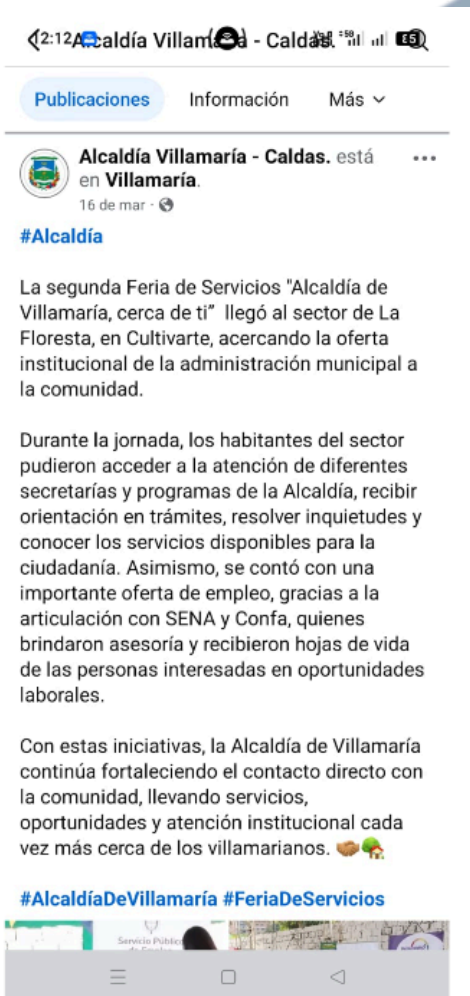 2:12 Alcaldía Villamaría - Caldas.
85
Publicaciones Información Más
Alcaldía Villamaría - Caldas. está
en Villamaría.
16 de mar ·
#Alcaldía
La segunda Feria de Servicios "Alcaldía de
Villamaría, cerca de ti” llegó al sector de La
Floresta, en Cultivarte, acercando la oferta
institucional de la administración municipal a
la comunidad.
Durante la jornada, los habitantes del sector
pudieron acceder a la atención de diferentes
secretarías y programas de la Alcaldía, recibir
orientación en trámites, resolver inquietudes y
conocer los servicios disponibles para la
ciudadanía. Asimismo, se contó con una
importante oferta de empleo, gracias a la
articulación con SENA y Confa, quienes
brindaron asesoría y recibieron hojas de vida
de las personas interesadas en oportunidades
laborales.
Con estas iniciativas, la Alcaldía de Villamaría
continúa fortaleciendo el contacto directo con
la comunidad, llevando servicios,
oportunidades y atención institucional cada
vez más cerca de los villamarianos. 🤝🏡
#AlcaldíaDeVillamaría #FeriaDeServicios
Servicio Público
de Empleo